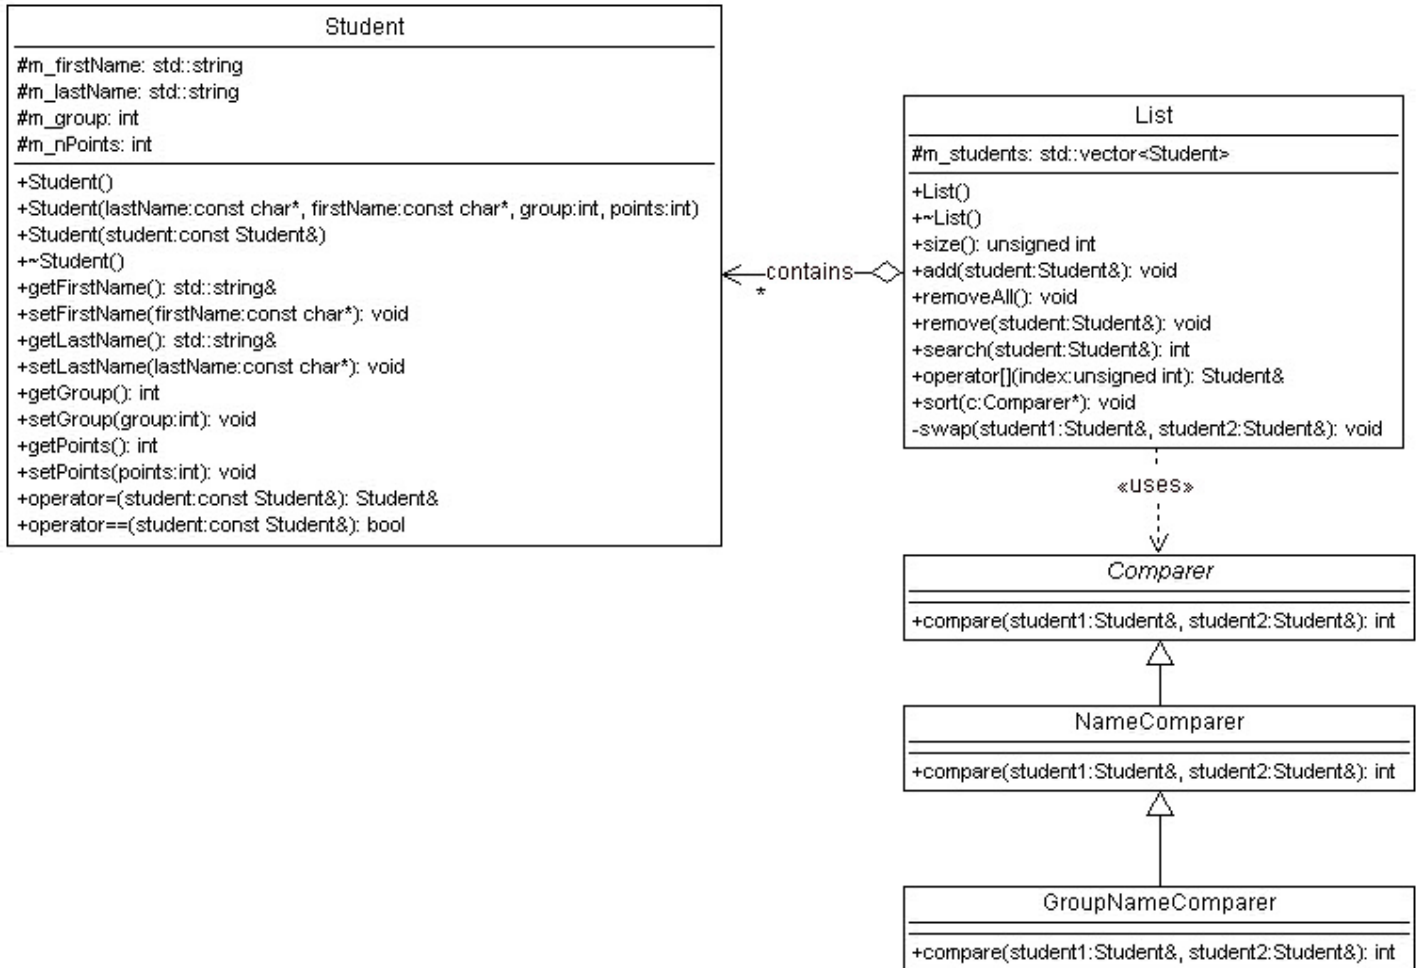 Student
#m_firstName: std::string
#m_lastName: std::string
#m_group: int
#m_nPoints: int
+Student()
+Student(lastName:const char*, firstName:const char*, group:int, points:int)
+Student(student:const Student&)
+~Student()
+getFirstName(): std::string&
+setFirstName(firstName:const char*): void
+getLastName(): std::string&
+setLastName(lastName:const char*): void
+getGroup(): int
+setGroup(group:int): void
+getPoints(): int
+setPoints(points:int): void
+operator=(student:const Student&): Student&
+operator==(student:const Student&): bool
contains
*
List
#m_students: std::vector<Student>
+List()
+~List()
+size(): unsigned int
+add(student:Student&): void
+removeAll(): void
+remove(student:Student&): void
+search(student:Student&): int
+operator[](index:unsigned int): Student&
+sort(c:Comparer*): void
-swap(student1:Student&, student2:Student&): void
«uses»
Comparer
+compare(student1:Student&, student2:Student&): int
NameComparer
+compare(student1:Student&, student2:Student&): int
GroupNameComparer
+compare(student1:Student&, student2:Student&): int